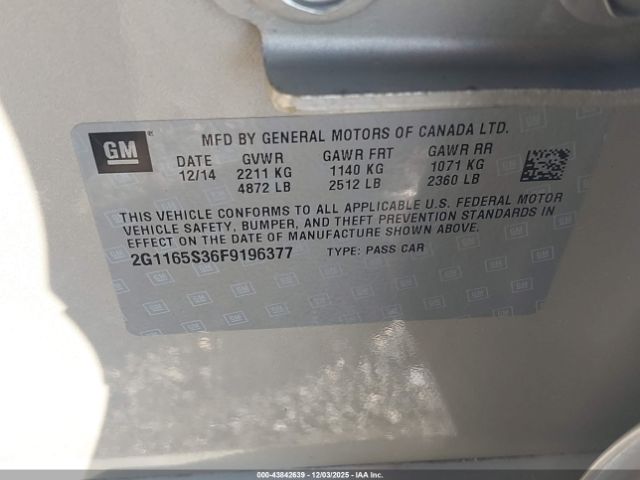 GM
MFD BY GENERAL MOTORS OF CANADA LTD.
DATE GVWR GAWR FRT GAWR RR
12/14 2211 KG 1140 KG 1071 KG
4872 LB 2512 LB 2360 LB
THIS VEHICLE CONFORMS TO ALL APPLICABLE U.S. FEDERAL MOTOR
VEHICLE SAFETY, BUMPER, AND THEFT PREVENTION STANDARDS IN
EFFECT ON THE DATE OF MANUFACTURE SHOWN ABOVE.
2G1165S36F9196377 TYPE: PASS CAR
000-43842639 - 12/03/2025 - IAAI.com